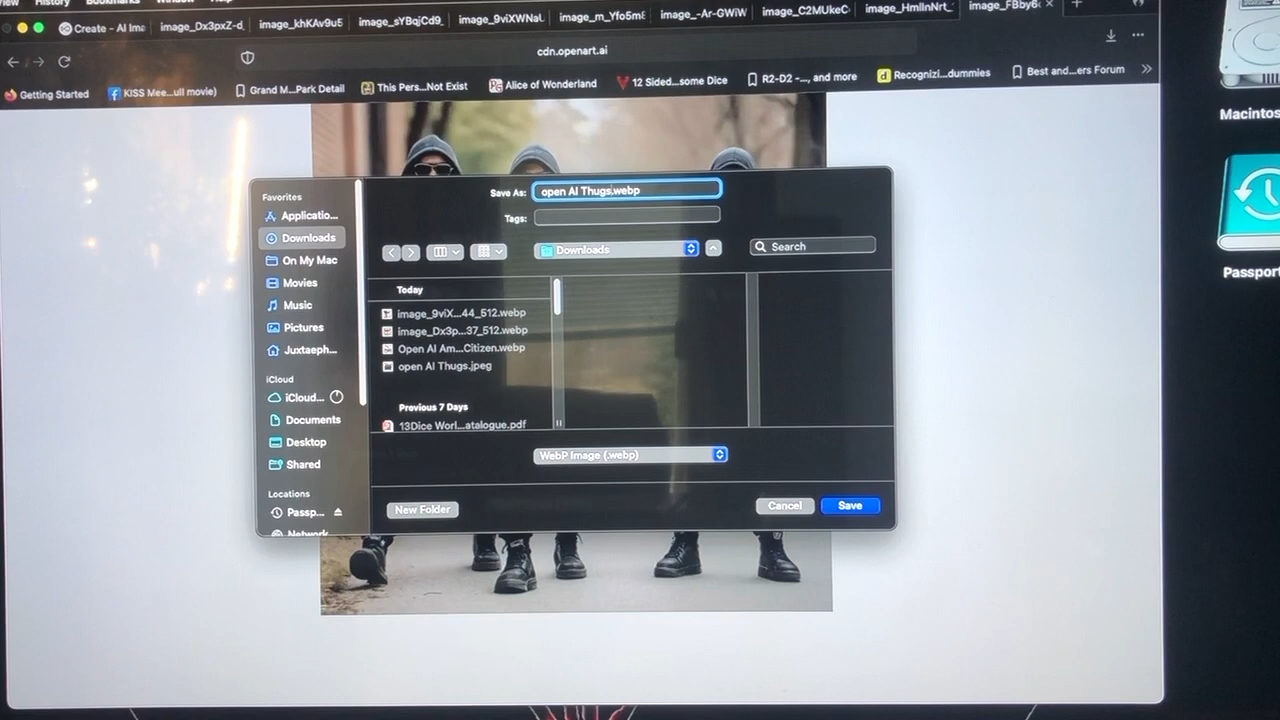 History Bookmarks Window
Create - AI Ima image_Dx3pxZ-d_ image_khKAv9u5 image_sYBqjCd9_ image_9viXWNaL image_m_Yfo5m image_-Ar-GWiW image_C2MUkeC image_HmIInNrt_ image_FBby6
cdn.openart.ai
Getting Started KISS Mee...ull movie) Grand M...Park Detail This Pers...Not Exist Alice of Wonderland 12 Sided...some Dice R2-D2 -..., and more Recognizi...dummies Best and...ers Forum
Macintos
Passport
Favorites
Applicatio...
Downloads
On My Mac
Movies
Music
Pictures
Juxtaeph...
iCloud
iCloud...
Documents
Desktop
Shared
Locations
Passp...
Network
Save As: open AI Thugs.webp
Tags:
Downloads
Search
Today
image_9viX...44_512.webp
image_Dx3p...37_512.webp
Open AI Am...Citizen.webp
open AI Thugs.jpeg
Previous 7 Days
13Dice Worl...atalogue.pdf
WebP Image (.webp)
New Folder Cancel Save